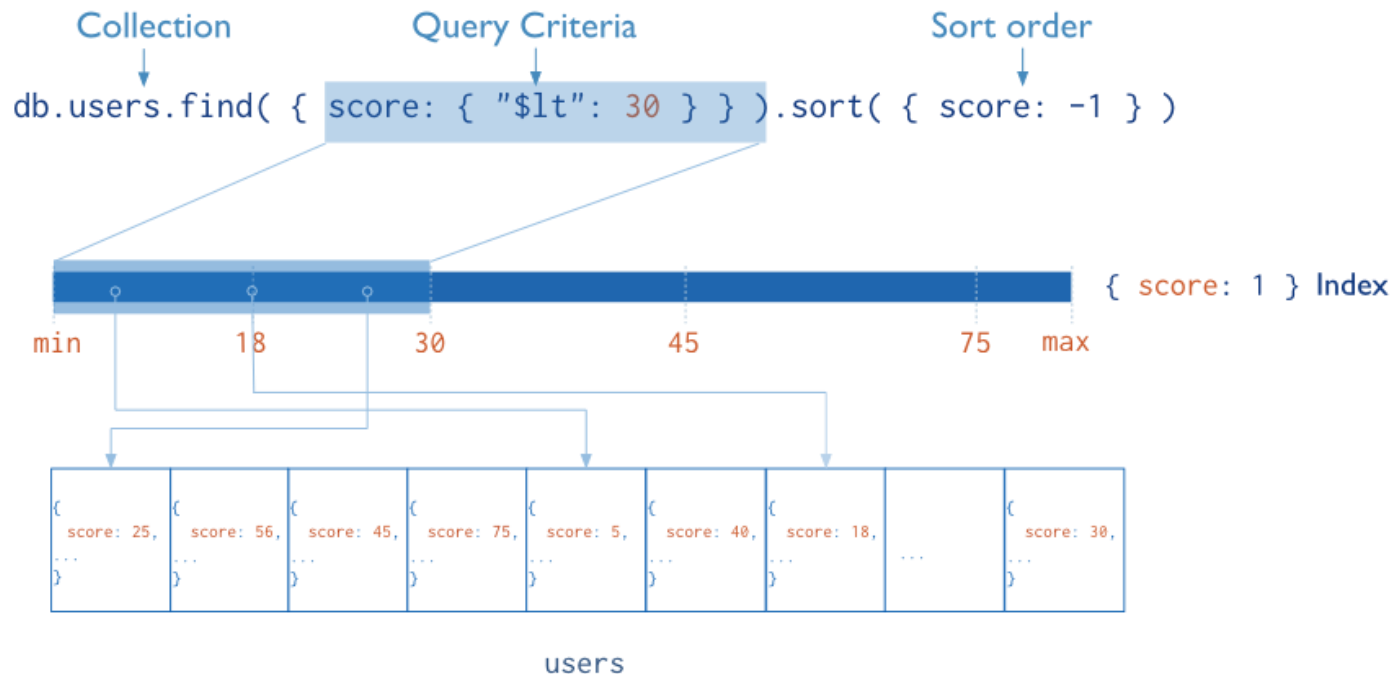 Collection Query Criteria Sort order
db.users.find( { score: { "$lt": 30 } } ).sort( { score: -1 } )
{ score: 1 } Index
min 18 30 45 75 max
{ { { { { { { {
score: 25, score: 56, score: 45, score: 75, score: 5, score: 40, score: 18, score: 30,
... ... ... ... ... ... ... ... ...
} } } } } } } }
users